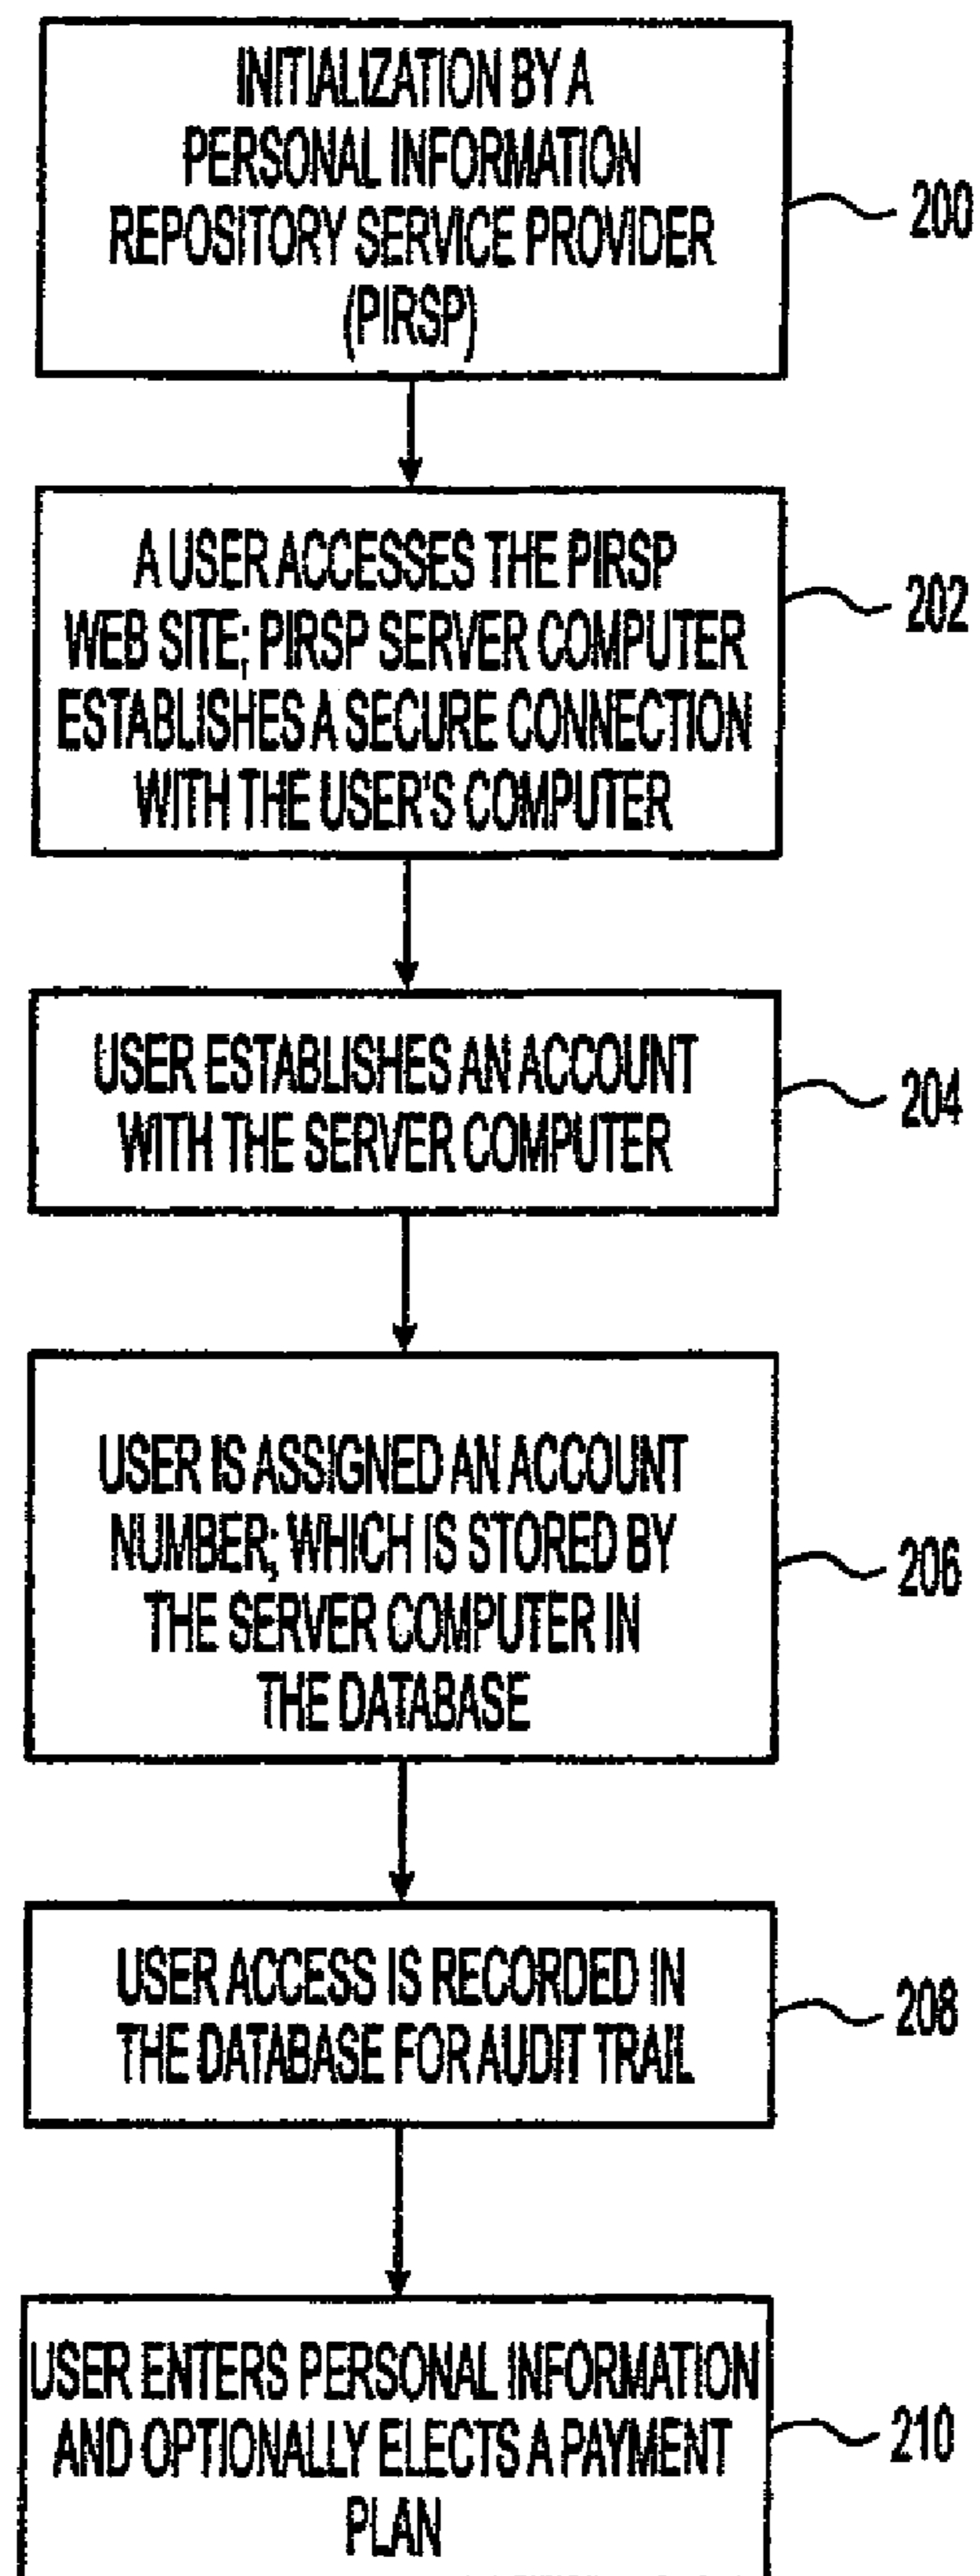 INITIALIZATION BY A
PERSONAL INFORMATION
REPOSITORY SERVICE PROVIDER
(PIRSP)
200
A USER ACCESSES THE PIRSP
WEB SITE; PIRSP SERVER COMPUTER
ESTABLISHES A SECURE CONNECTION
WITH THE USER'S COMPUTER
202
USER ESTABLISHES AN ACCOUNT
WITH THE SERVER COMPUTER
204
USER IS ASSIGNED AN ACCOUNT
NUMBER; WHICH IS STORED BY
THE SERVER COMPUTER IN
THE DATABASE
206
USER ACCESS IS RECORDED IN
THE DATABASE FOR AUDIT TRAIL
208
USER ENTERS PERSONAL INFORMATION
AND OPTIONALLY ELECTS A PAYMENT
PLAN
210